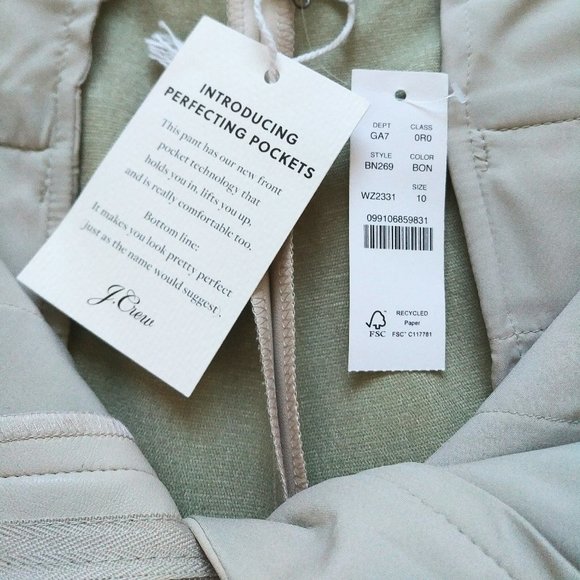 INTRODUCING
PERFECTING POCKETS
This pant has our new front
pocket technology that
holds you in, lifts you up,
and is really comfortable too.
Bottom line:
It makes you look pretty perfect
just as the name would suggest.
J.Crew
DEPT CLASS
GA7 0R0
STYLE COLOR
BN269 BON
SIZE
WZ2331 10
099106859831
FSC
RECYCLED
Paper
FSC® C117781